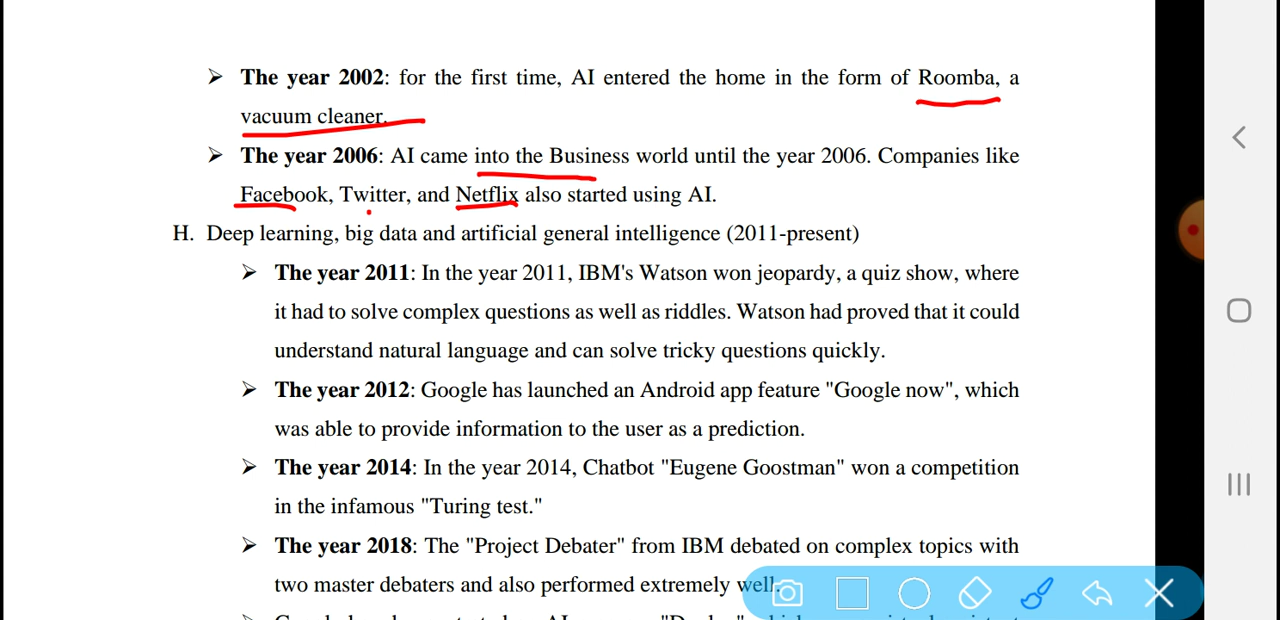 ➢ The year 2002: for the first time, AI entered the home in the form of Roomba, a
vacuum cleaner.
➢ The year 2006: AI came into the Business world until the year 2006. Companies like
Facebook, Twitter, and Netflix also started using AI.
H. Deep learning, big data and artificial general intelligence (2011-present)
➢ The year 2011: In the year 2011, IBM's Watson won jeopardy, a quiz show, where
it had to solve complex questions as well as riddles. Watson had proved that it could
understand natural language and can solve tricky questions quickly.
➢ The year 2012: Google has launched an Android app feature "Google now", which
was able to provide information to the user as a prediction.
➢ The year 2014: In the year 2014, Chatbot "Eugene Goostman" won a competition
in the infamous "Turing test."
➢ The year 2018: The "Project Debater" from IBM debated on complex topics with
two master debaters and also performed extremely well.